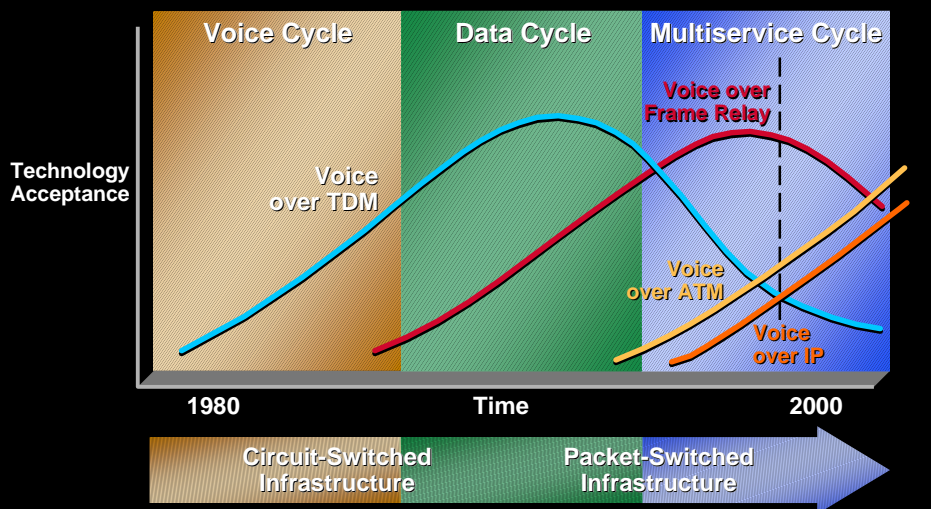 Voice Cycle
Data Cycle
Multiservice Cycle
Voice over
Frame Relay
Technology
Acceptance
Voice
over TDM
Voice
over ATM
Voice
over IP
1980
Time
2000
Circuit-Switched
Infrastructure
Packet-Switched
Infrastructure